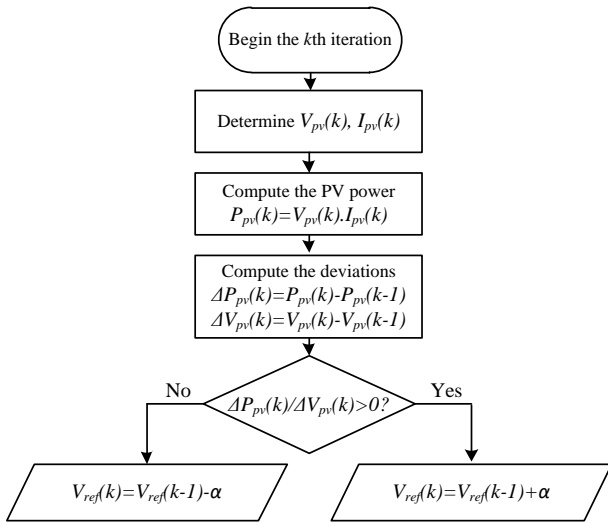 Begin the kth iteration
Determine Vpv(k), Ipv(k)
Compute the PV power
Ppv(k)=Vpv(k).Ipv(k)
Compute the deviations
ΔPpv(k)=Ppv(k)-Ppv(k-1)
ΔVpv(k)=Vpv(k)-Vpv(k-1)
No
Yes
ΔPpv(k)/ΔVpv(k)>0?
Vref(k)=Vref(k-1)-α
Vref(k)=Vref(k-1)+α